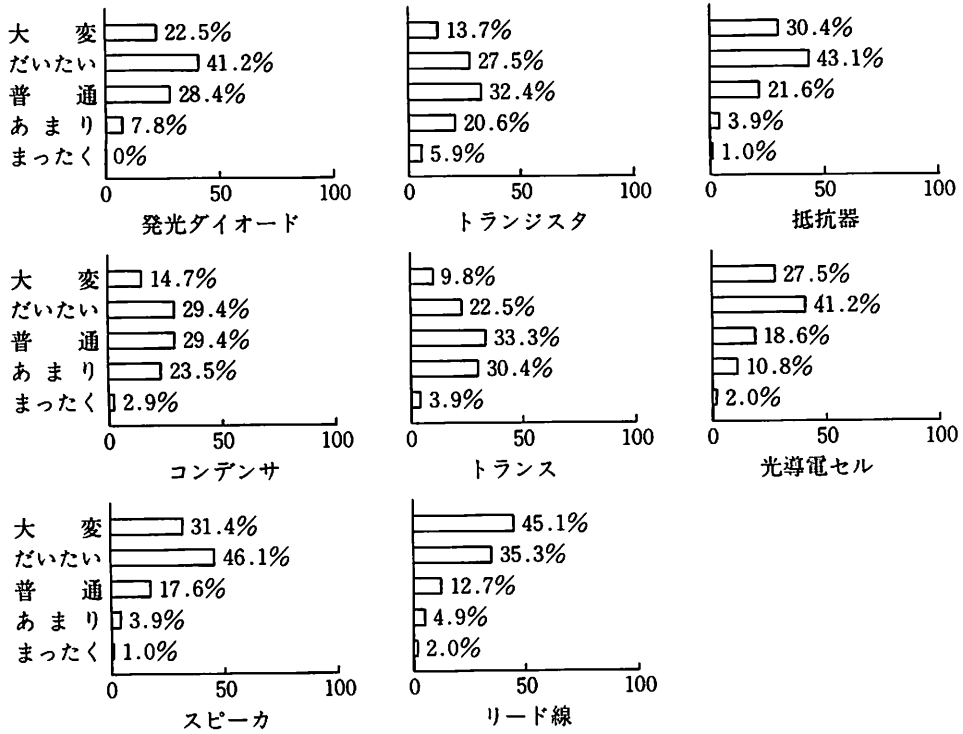 大変 22.5% 13.7% 30.4%
だいたい 41.2% 27.5% 43.1%
普通 28.4% 32.4% 21.6%
あまり 7.8% 20.6% 3.9%
まったく 0% 5.9% 1.0%
0 50 100 0 50 100 0 50 100
発光ダイオード トランジスタ 抵抗器
大変 14.7% 9.8% 27.5%
だいたい 29.4% 22.5% 41.2%
普通 29.4% 33.3% 18.6%
あまり 23.5% 30.4% 10.8%
まったく 2.9% 3.9% 2.0%
0 50 100 0 50 100 0 50 100
コンデンサ トランス 光導電セル
大変 31.4% 45.1%
だいたい 46.1% 35.3%
普通 17.6% 12.7%
あまり 3.9% 4.9%
まったく 1.0% 2.0%
0 50 100 0 50 100
スピーカ リード線